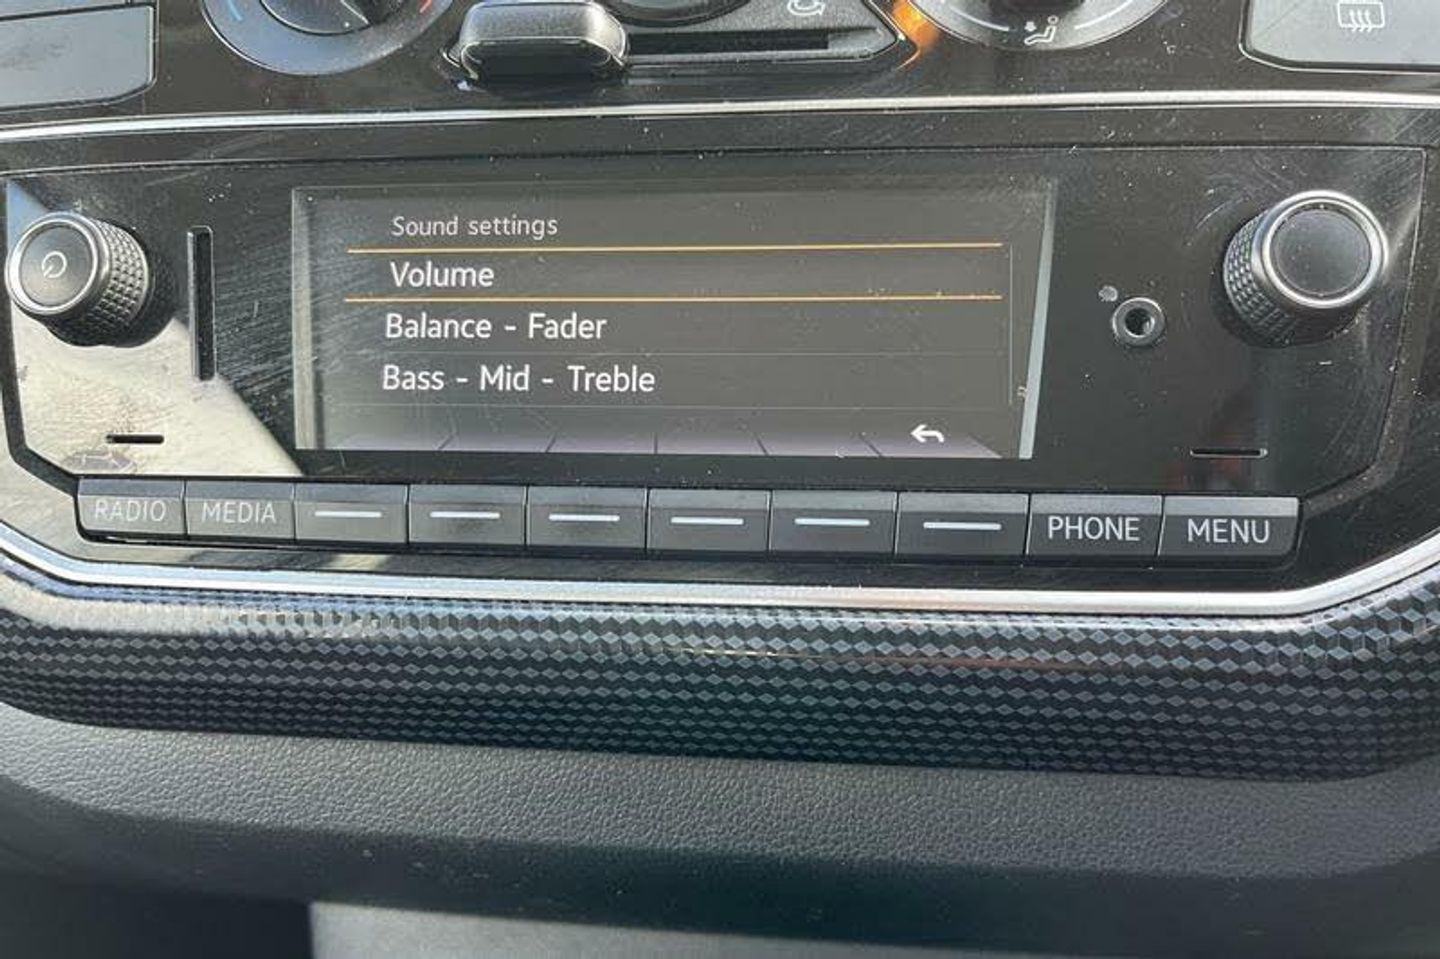 Sound settings
Volume
Balance - Fader
Bass - Mid - Treble
RADIO MEDIA PHONE MENU